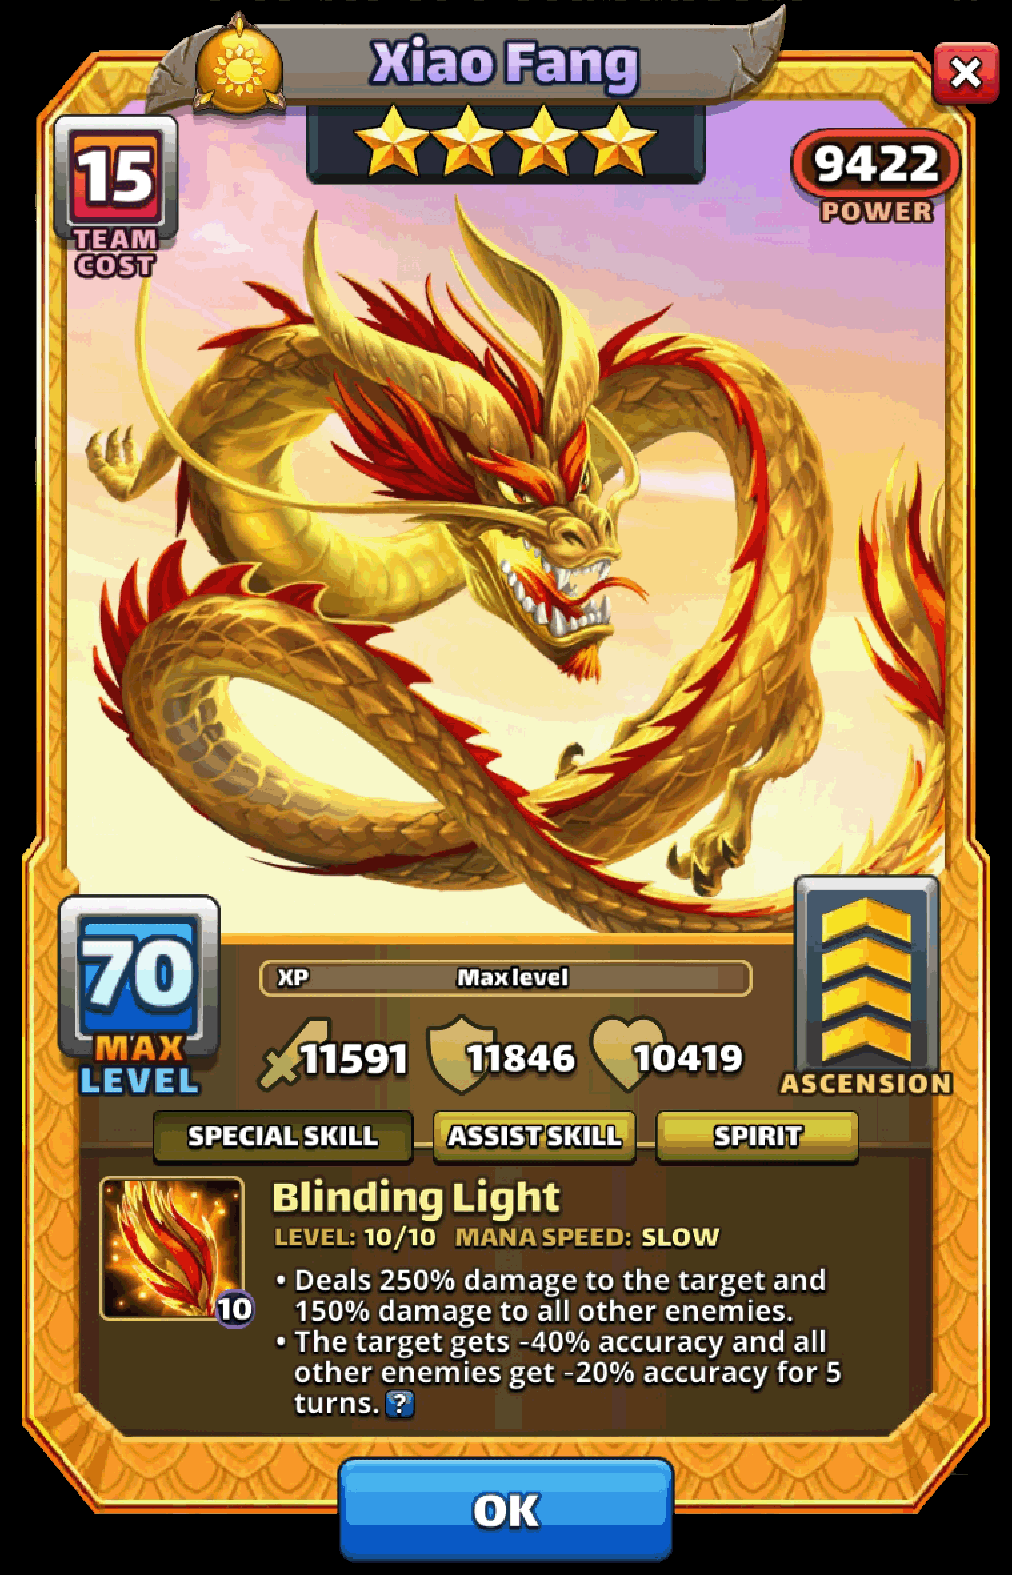 Xiao Fang
15
TEAM
COST
9422
POWER
70
MAX
LEVEL
XP Max level
11591 11846 10419
ASCENSION
SPECIAL SKILL ASSIST SKILL SPIRIT
Blinding Light
LEVEL: 10/10 MANA SPEED: SLOW
10
• Deals 250% damage to the target and
150% damage to all other enemies.
• The target gets -40% accuracy and all
other enemies get -20% accuracy for 5
turns. ?
OK